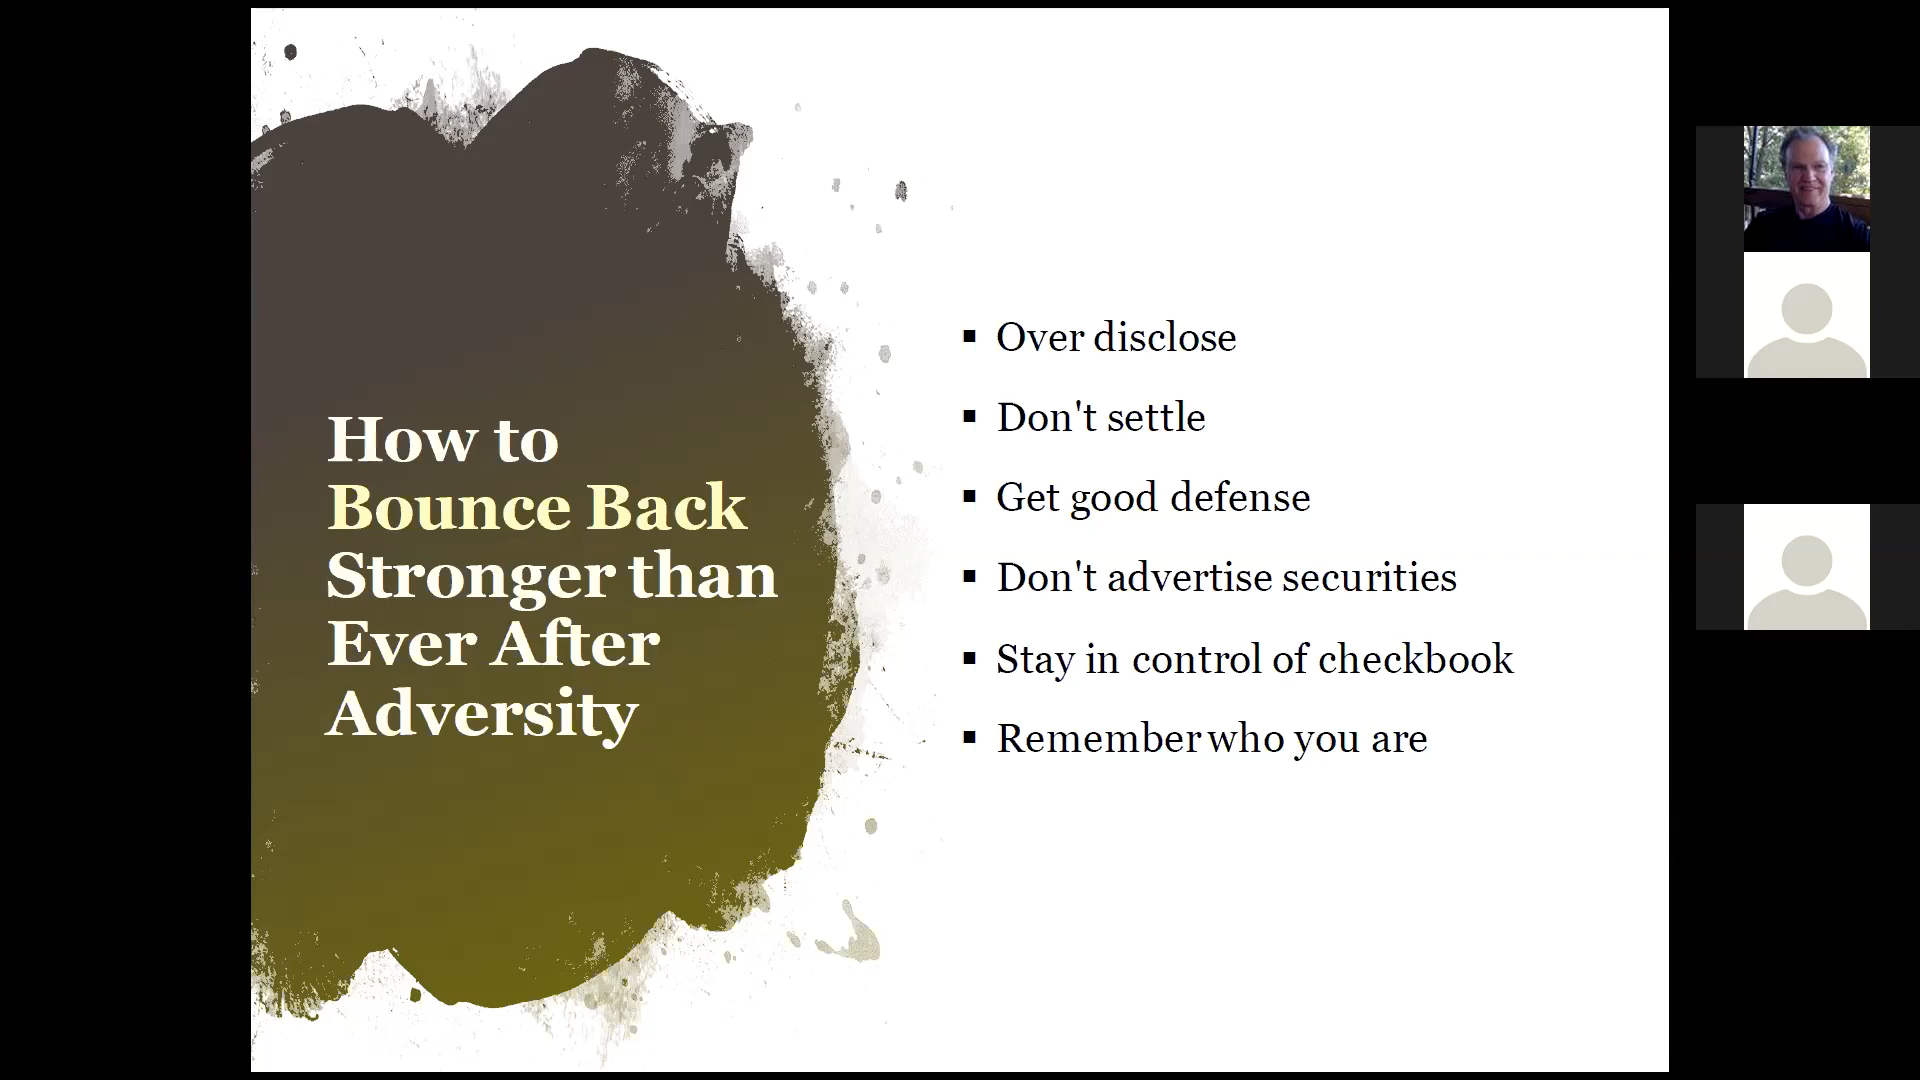 How to
Bounce Back
Stronger than
Ever After
Adversity
▪ Over disclose
▪ Don't settle
▪ Get good defense
▪ Don't advertise securities
▪ Stay in control of checkbook
▪ Remember who you are